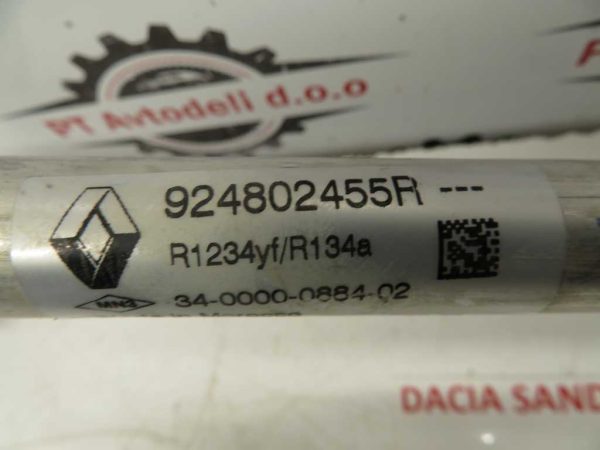 PT Avtodeli d.o.o
924802455R ---
R1234yf/R134a
34-0000-0884-02
DACIA SAND